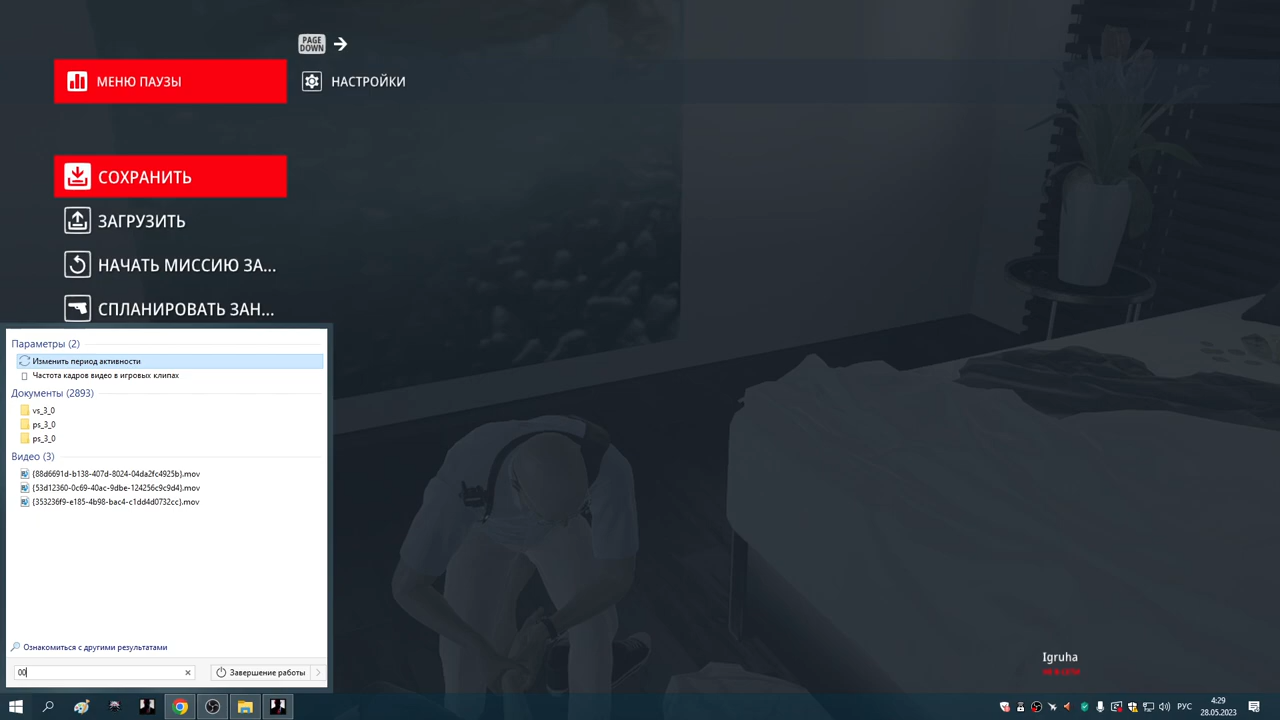 PAGE
DOWN
МЕНЮ ПАУЗЫ
НАСТРОЙКИ
СОХРАНИТЬ
ЗАГРУЗИТЬ
НАЧАТЬ МИССИЮ ЗА...
СПЛАНИРОВАТЬ ЗАН...
Параметры (2)
Изменить период активности
Частота кадров видео в игровых клипах
Документы (2893)
vs_3_0
ps_3_0
ps_3_0
Видео (3)
{88d6691d-b138-407d-8024-04da2fc4925b}.mov
{53d12360-0c69-40ac-9dbe-124256c9c9d4}.mov
{353236f9-e185-4b98-bac4-c1dd4d0732cc}.mov
Ознакомиться с другими результатами
00
Завершение работы
Igruha
НЕ В СЕТИ
РУС
4:29
28.05.2023